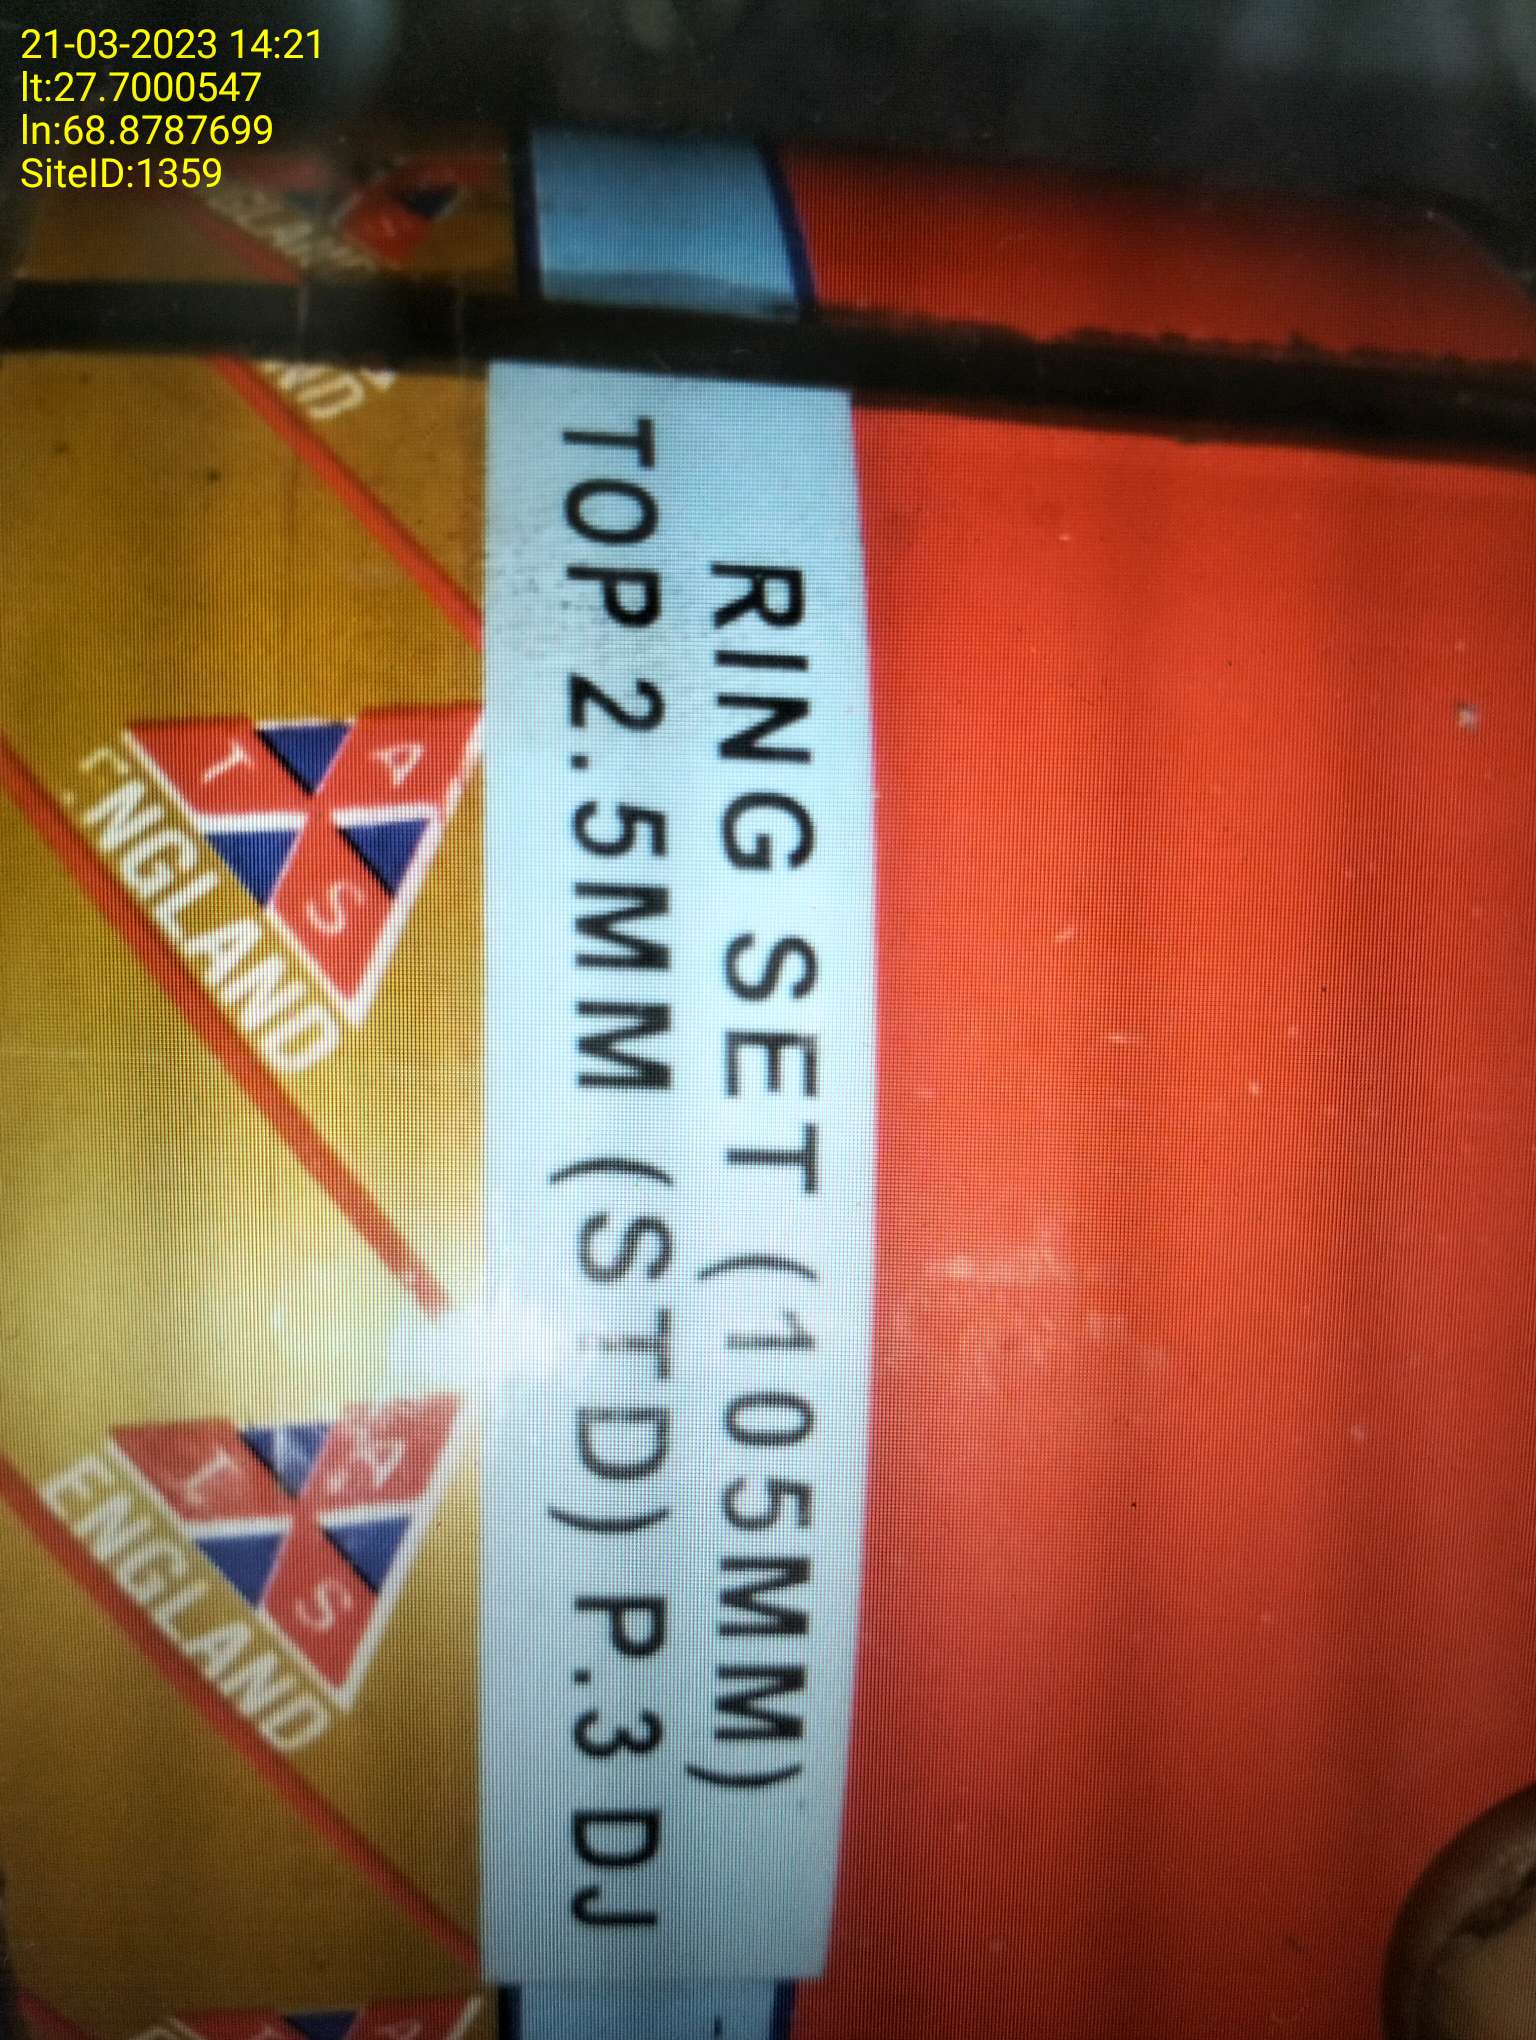 21-03-2023 14:21
lt:27.7000547
ln:68.8787699
SiteID:1359
RING SET (105MM)
TOP 2.5MM (STD) P.3 DJ
A
T
S
ENGLAND
A
T
S
ENGLAND